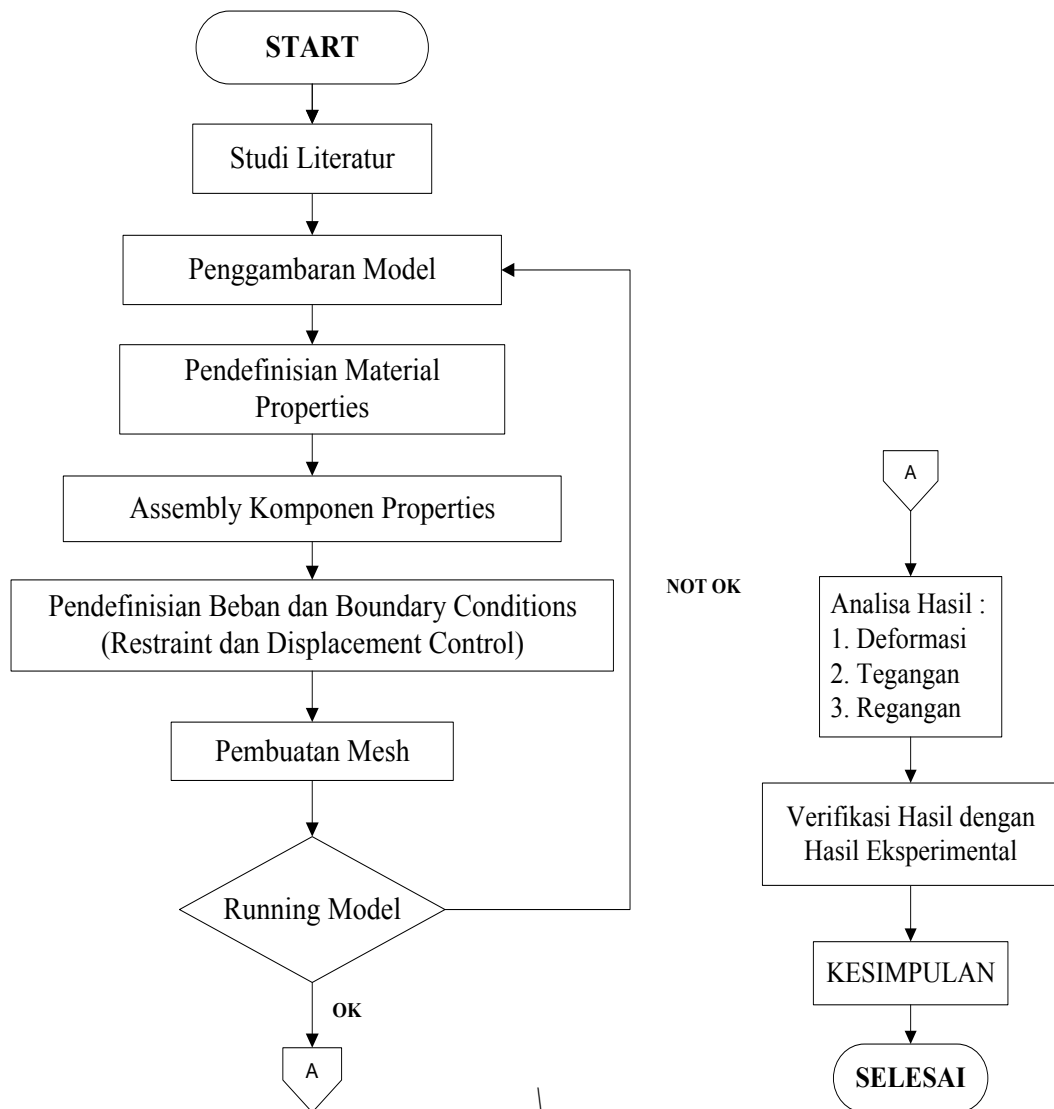 START
Studi Literatur
Penggambaran Model
Pendefinisian Material
Properties
Assembly Komponen Properties
Pendefinisian Beban dan Boundary Conditions
(Restraint dan Displacement Control)
Pembuatan Mesh
Running Model
NOT OK
OK
A
A
Analisa Hasil :
1. Deformasi
2. Tegangan
3. Regangan
Verifikasi Hasil dengan
Hasil Eksperimental
KESIMPULAN
SELESAI